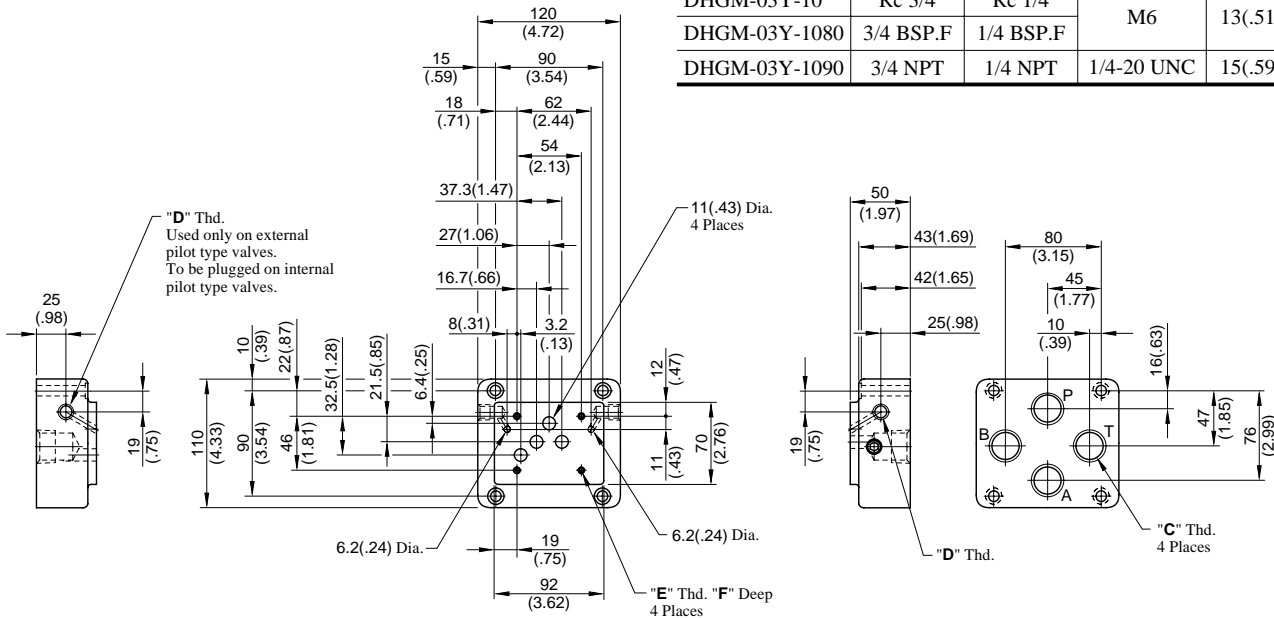 DHGM-03Y-10 Rc 3/4 Rc 1/4
M6 13(.51
DHGM-03Y-1080 3/4 BSP.F 1/4 BSP.F
DHGM-03Y-1090 3/4 NPT 1/4 NPT 1/4-20 UNC 15(.59
120
(4.72)
15
(.59)
90
(3.54)
18
(.71)
62
(2.44)
54
(2.13)
37.3(1.47)
27(1.06)
16.7(.66)
8(.31)
3.2
(.13)
11(.43) Dia.
4 Places
"D" Thd.
Used only on external
pilot type valves.
To be plugged on internal
pilot type valves.
25
(.98)
19
(.75)
110
(4.33)
90
(3.54)
10
(.39)
22(.87)
46
(1.81)
32.5(1.28)
21.5(.85)
6.4(.25)
12
(.47)
11
(.43)
70
(2.76)
6.2(.24) Dia.
6.2(.24) Dia.
19
(.75)
92
(3.62)
"E" Thd. "F" Deep
4 Places
50
(1.97)
43(1.69)
42(1.65)
25(.98)
19
(.75)
"D" Thd.
80
(3.15)
45
(1.77)
10
(.39)
16(.63)
47
(1.85)
76
(2.99)
P
B
T
A
"C" Thd.
4 Places